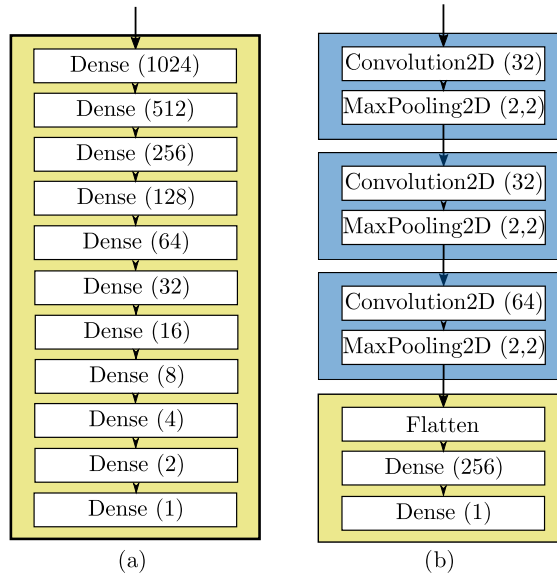 Dense (1024)
Dense (512)
Dense (256)
Dense (128)
Dense (64)
Dense (32)
Dense (16)
Dense (8)
Dense (4)
Dense (2)
Dense (1)
(a)
Convolution2D (32)
MaxPooling2D (2,2)
Convolution2D (32)
MaxPooling2D (2,2)
Convolution2D (64)
MaxPooling2D (2,2)
Flatten
Dense (256)
Dense (1)
(b)